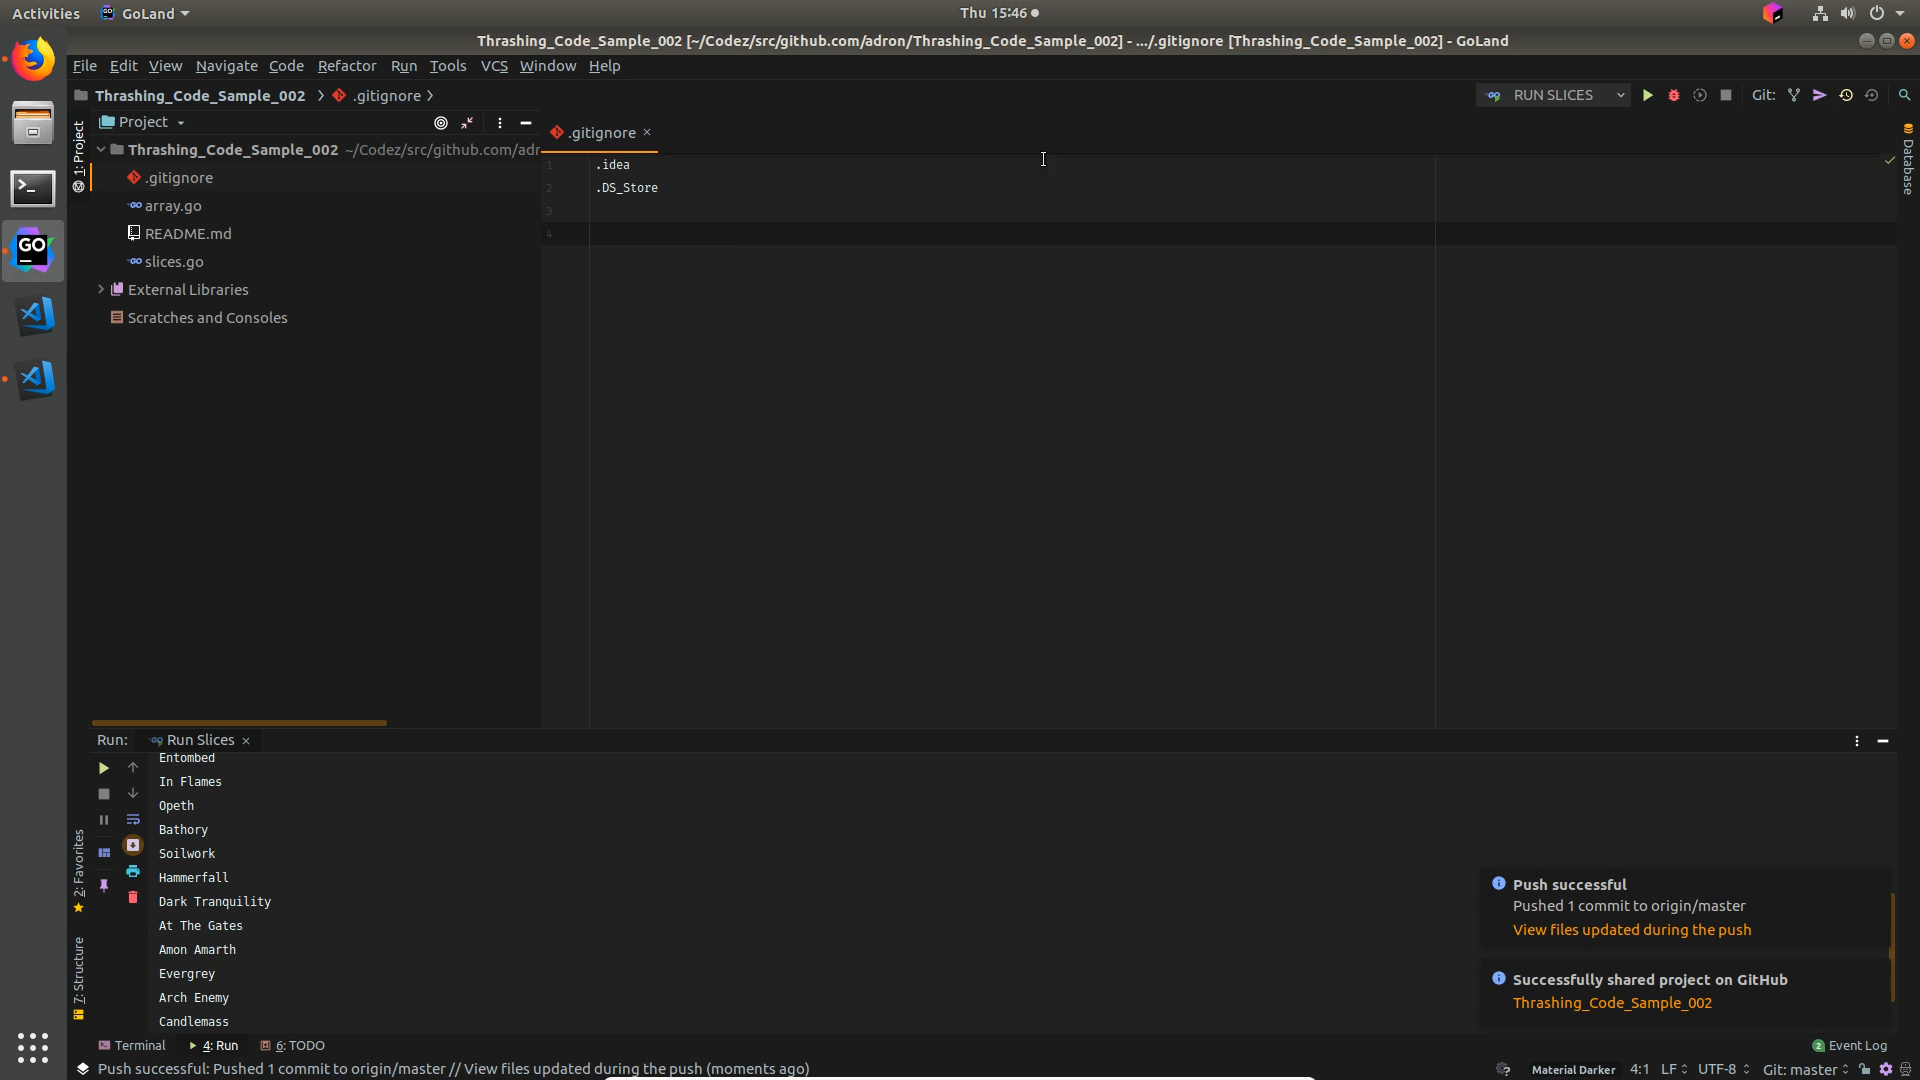 Activities GoLand Thu 15:46
Thrashing_Code_Sample_002 [~/Codez/src/github.com/adron/Thrashing_Code_Sample_002] - .../.gitignore [Thrashing_Code_Sample_002] - GoLand
File Edit View Navigate Code Refactor Run Tools VCS Window Help
Thrashing_Code_Sample_002 .gitignore RUN SLICES Git:
Project
.gitignore
1: Project
Database
Thrashing_Code_Sample_002 ~/Codez/src/github.com/adr
.gitignore
array.go
README.md
slices.go
External Libraries
Scratches and Consoles
1 .idea
2 .DS_Store
3
4
GO
Run: Run Slices
Entombed
In Flames
Opeth
Bathory
Soilwork
Hammerfall
Dark Tranquility
At The Gates
Amon Amarth
Evergrey
Arch Enemy
Candlemass
2: Favorites
7: Structure
Push successful
Pushed 1 commit to origin/master
View files updated during the push
Successfully shared project on GitHub
Thrashing_Code_Sample_002
Terminal 4: Run 6: TODO 2 Event Log
Push successful: Pushed 1 commit to origin/master // View files updated during the push (moments ago) Material Darker 4:1 LF UTF-8 Git: master